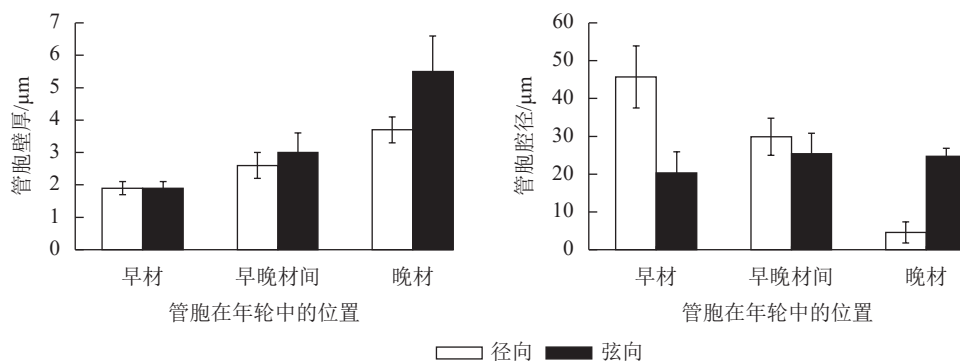 7
6
5
4
3
2
1
0
管胞壁厚/μm
早材
早晚材间
晚材
管胞在年轮中的位置
60
50
40
30
20
10
0
管胞腔径/μm
早材
早晚材间
晚材
管胞在年轮中的位置
径向
弦向